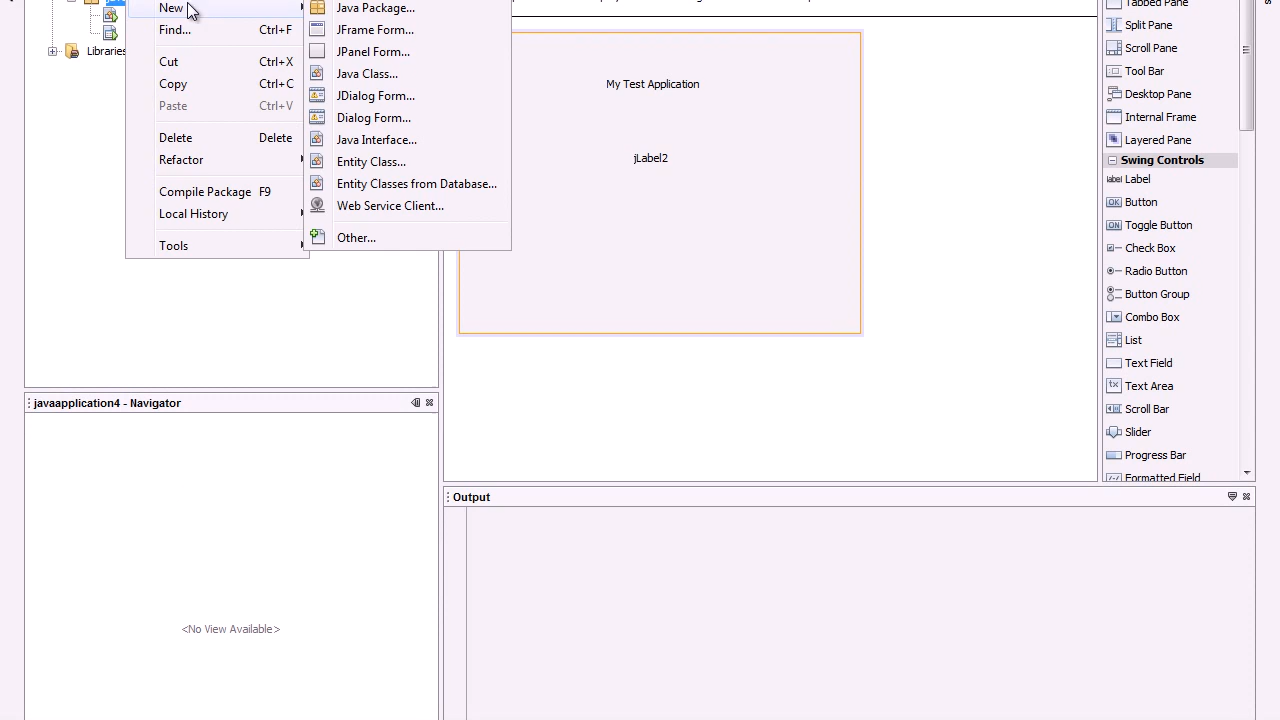 New
Find... Ctrl+F
Cut Ctrl+X
Copy Ctrl+C
Paste Ctrl+V
Delete Delete
Refactor
Compile Package F9
Local History
Tools
Java Package...
JFrame Form...
JPanel Form...
Java Class...
JDialog Form...
Dialog Form...
Java Interface...
Entity Class...
Entity Classes from Database...
Web Service Client...
Other...
Libraries
My Test Application
jLabel2
Tabbed Pane
Split Pane
Scroll Pane
Tool Bar
Desktop Pane
Internal Frame
Layered Pane
Swing Controls
label Label
OK Button
ON Toggle Button
Check Box
Radio Button
Button Group
Combo Box
List
Text Field
Text Area
Scroll Bar
Slider
Progress Bar
Formatted Field
javaapplication4 - Navigator
<No View Available>
Output